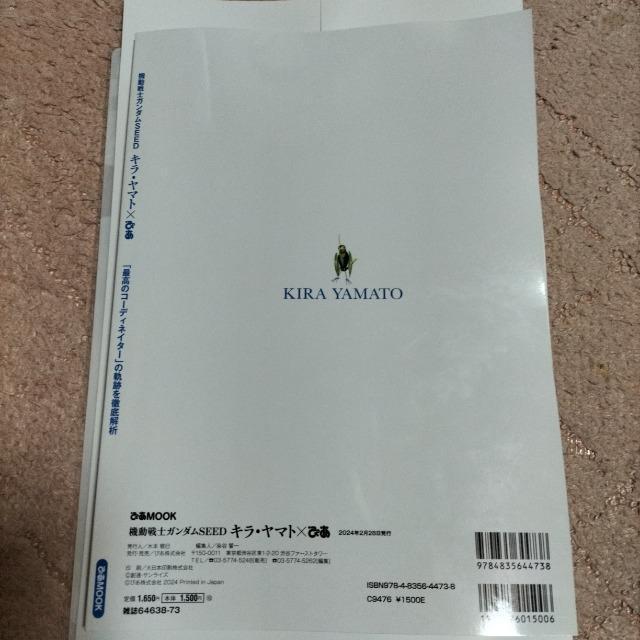 機動戦士ガンダムSEED キラ・ヤマト×ぴあ 「最高のコーディネイター」の軌跡を徹底解析
ぴあMOOK
KIRA YAMATO
ぴあMOOK
機動戦士ガンダムSEED キラ・ヤマト×ぴあ 2024年2月28日発行
発行人／木本 敬巳 編集人／
発行・発売／ぴあ株式会社 〒150-0011 東京都渋谷区東1-2-20 渋谷ファーストタワー
TEL／☎03-5774-5248[販売] ☎03-5774-5262[編集]
印 刷／大日本印刷株式会社
©創通・サンライズ
©ぴあ株式会社 2024 Printed in Japan
定価 1,650円 本体 1,500円 ⑩
雑誌64638-73
9784835644738
ISBN978-4-8356-4473-8
C9476 ¥1500E
6015006